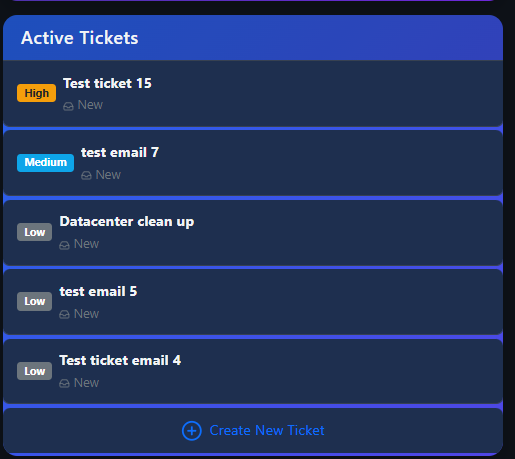 Active Tickets
High
Test ticket 15
New
Medium
test email 7
New
Low
Datacenter clean up
New
Low
test email 5
New
Low
Test ticket email 4
New
Create New Ticket